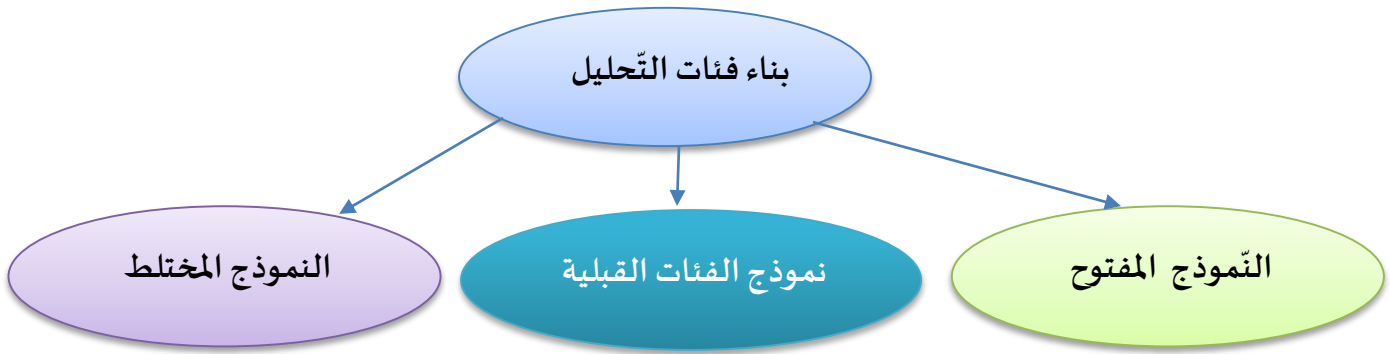 بناء فئات التّحليل
النّموذج المفتوح
نموذج الفئات القبلية
النموذج المختلط